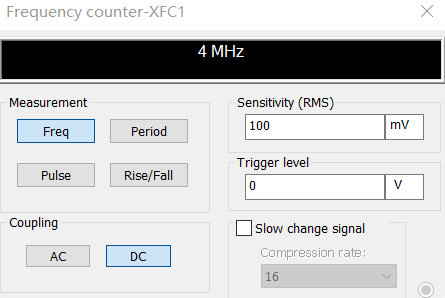 Frequency counter-XFC1
4 MHz
Measurement
Freq
Period
Pulse
Rise/Fall
Coupling
AC
DC
Sensitivity (RMS)
100
mV
Trigger level
0
V
Slow change signal
Compression rate:
16